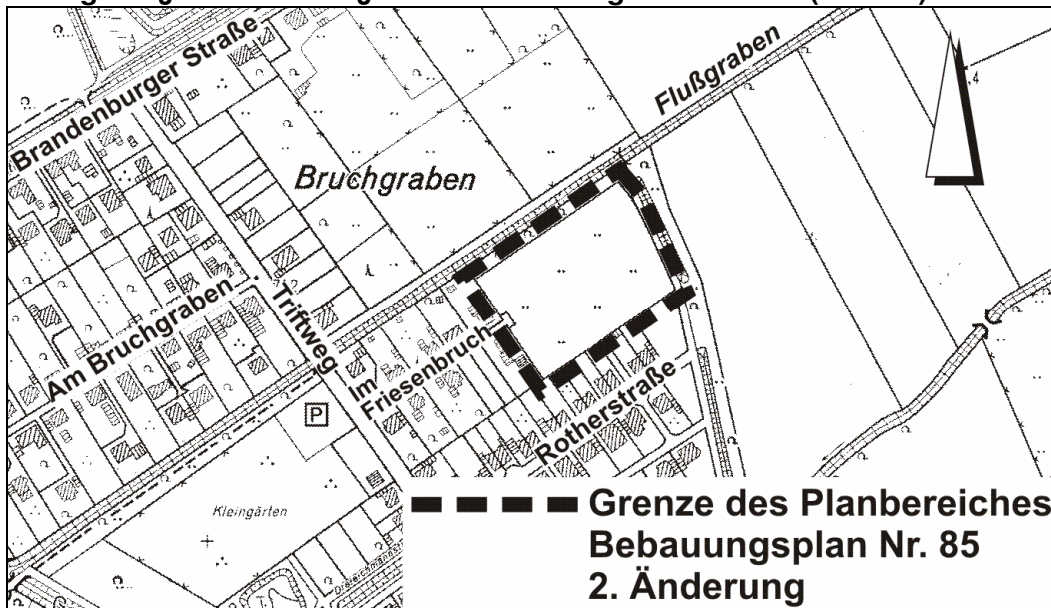 Brandenburger Straße
Flußgraben
,4
Bruchgraben
Am Bruchgraben
Triftweg
Im
Friesenbruch
Rotherstraße
P
Kleingärten
Grenze des Planbereiches
Bebauungsplan Nr. 85
2. Änderung